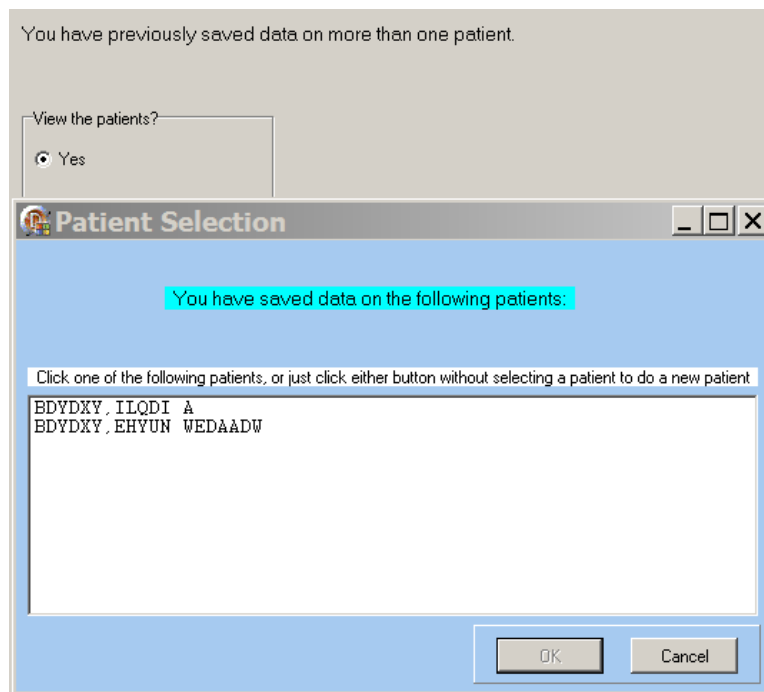 You have previously saved data on more than one patient.
View the patients?
Yes
Patient Selection
You have saved data on the following patients:
Click one of the following patients, or just click either button without selecting a patient to do a new patient
BDYDXY,ILQDI A
BDYDXY,EHYUN WEDAADW
OK
Cancel